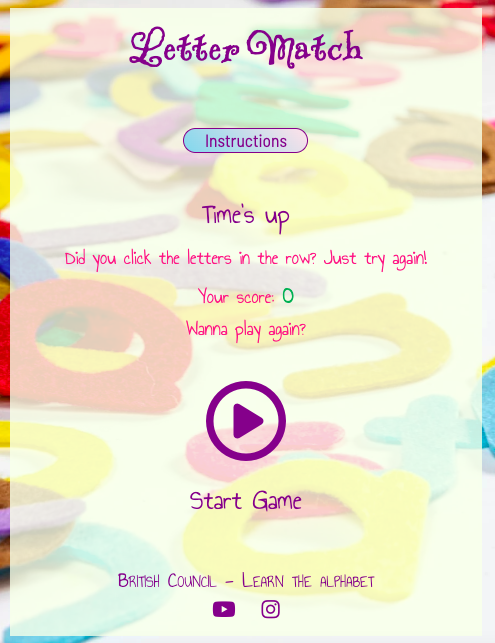 Letter Match
Instructions
Time's up
Did you click the letters in the row? Just try again!
Your score: 0
Wanna play again?
Start Game
British Council - Learn the alphabet